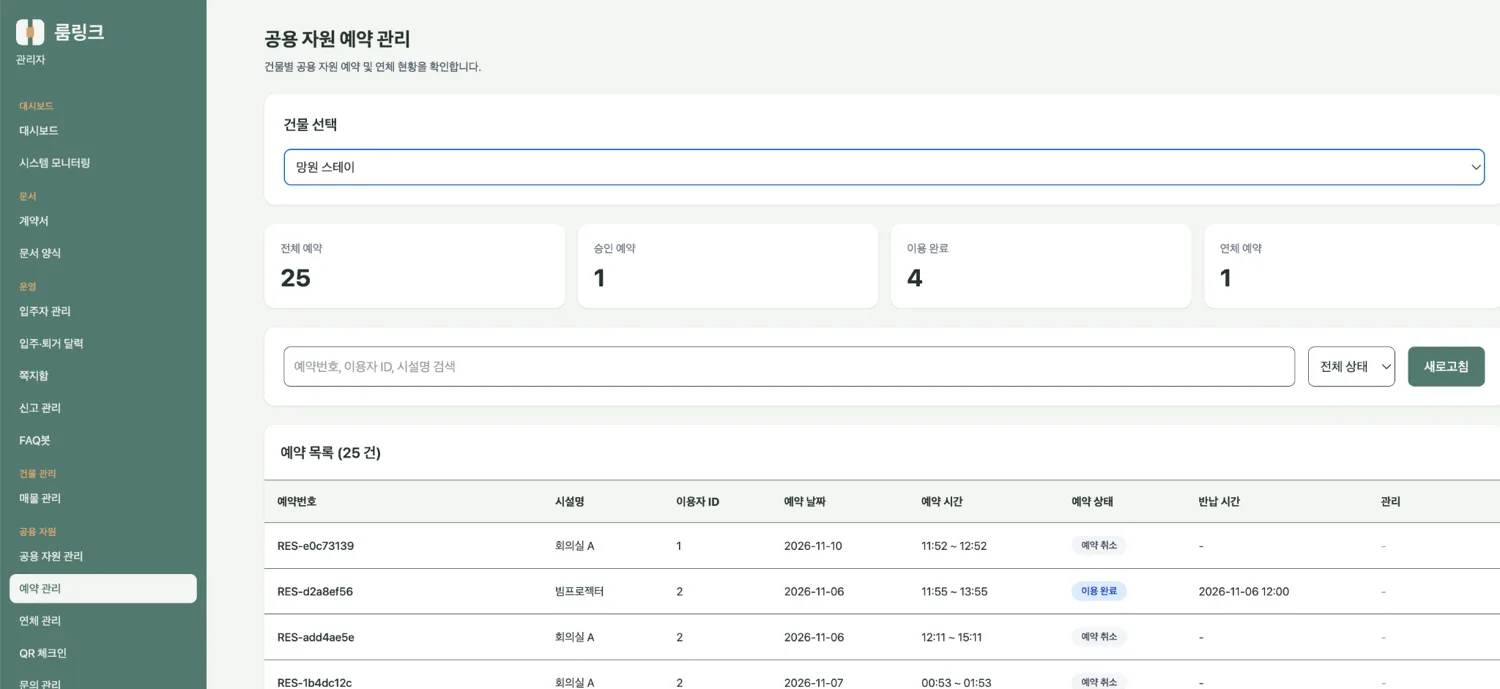 룸링크
관리자
대시보드
대시보드
시스템 모니터링
문서
계약서
문서 양식
운영
입주자 관리
입주·퇴거 달력
쪽지함
신고 관리
FAQ봇
건물 관리
매물 관리
공용 자원
공용 자원 관리
예약 관리
연체 관리
QR 체크인
문의 관리
공용 자원 예약 관리
건물별 공용 자원 예약 및 연체 현황을 확인합니다.
건물 선택
망원 스테이
전체 예약 승인 예약 이용 완료 연체 예약
25 1 4 1
예약번호, 이용자 ID, 시설명 검색 전체 상태 새로고침
예약 목록 (25 건)
예약번호 시설명 이용자 ID 예약 날짜 예약 시간 예약 상태 반납 시간 관리
RES-e0c73139 회의실 A 1 2026-11-10 11:52 ~ 12:52 예약 취소 - -
RES-d2a8ef56 빔프로젝터 2 2026-11-06 11:55 ~ 13:55 이용 완료 2026-11-06 12:00 -
RES-add4ae5e 회의실 A 2 2026-11-06 12:11 ~ 15:11 예약 취소 - -
RES-1b4dc12c 회의실 A 2 2026-11-07 00:53 ~ 01:53 예약 취소 - -